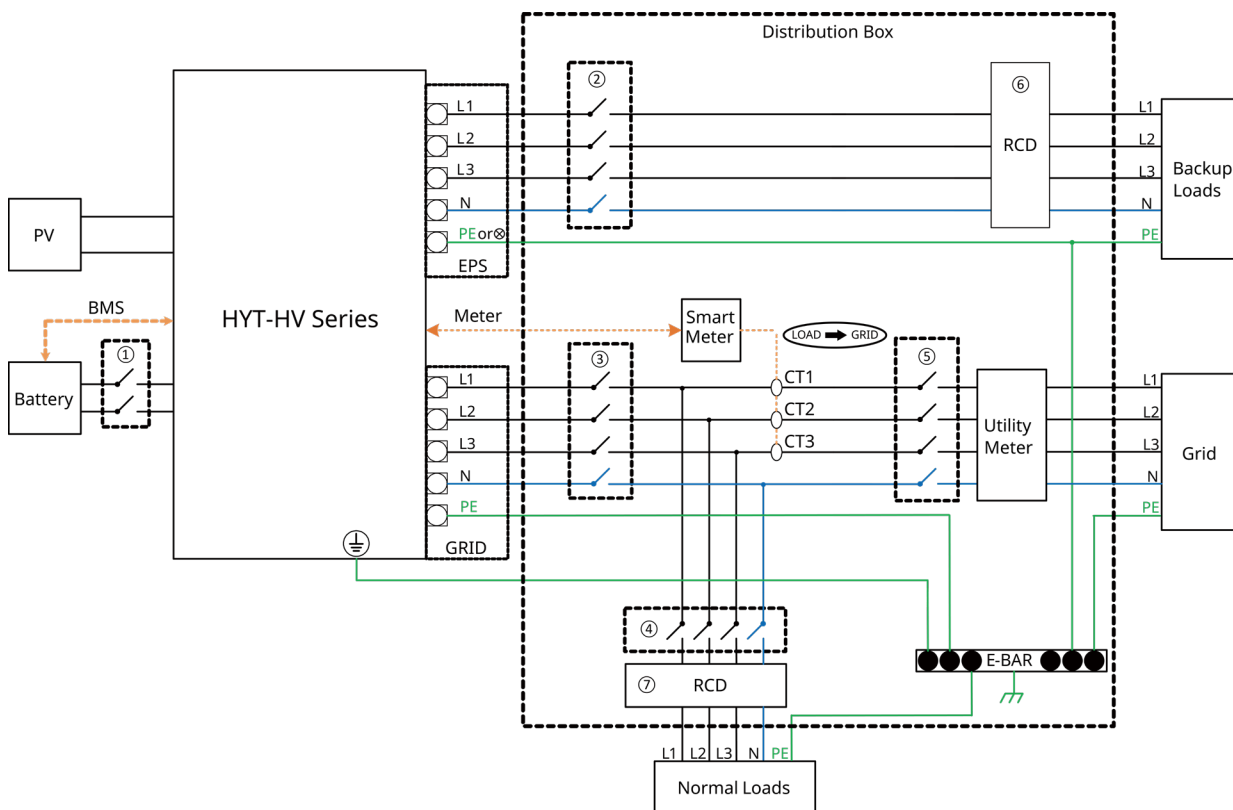 Distribution Box
②
⑥
L1
L2
L3
N
PE or⊗
EPS
RCD
L1
L2
L3
N
PE
Backup
Loads
PV
BMS
①
Battery
HYT-HV Series
Meter
Smart
Meter
LOAD ➡ GRID
③
⑤
L1
L2
L3
N
PE
GRID
CT1
CT2
CT3
Utility
Meter
L1
L2
L3
N
PE
Grid
④
⑦
RCD
E-BAR
L1
L2
L3
N
PE
Normal Loads